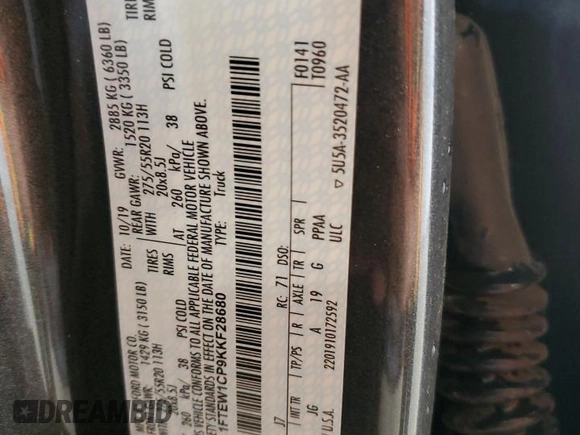 FORD MOTOR CO.
DATE: 10/19 GVWR: 2885 KG ( 6360 LB)
1429 KG ( 3150 LB) REAR GAWR: 1520 KG ( 3350 LB)
55R20 113H TIRES WITH 275/55R20 113H
20x8.5J RIMS 20x8.5J
260 kPa/ 38 PSI COLD AT 260 kPa/ 38 PSI COLD
VEHICLE CONFORMS TO ALL APPLICABLE FEDERAL MOTOR VEHICLE
SAFETY STANDARDS IN EFFECT ON THE DATE OF MANUFACTURE SHOWN ABOVE.
1FTEW1CP9KKF28680 TYPE: Truck
F0141
T0960
J7 RC: 71 DSO:
INT TR TP/PS R AXLE TR SPR
JG A 19 G PPAA
U.S.A. 2201910172592 ULC
▽ 5U5A-3520472-AA
DREAMBID